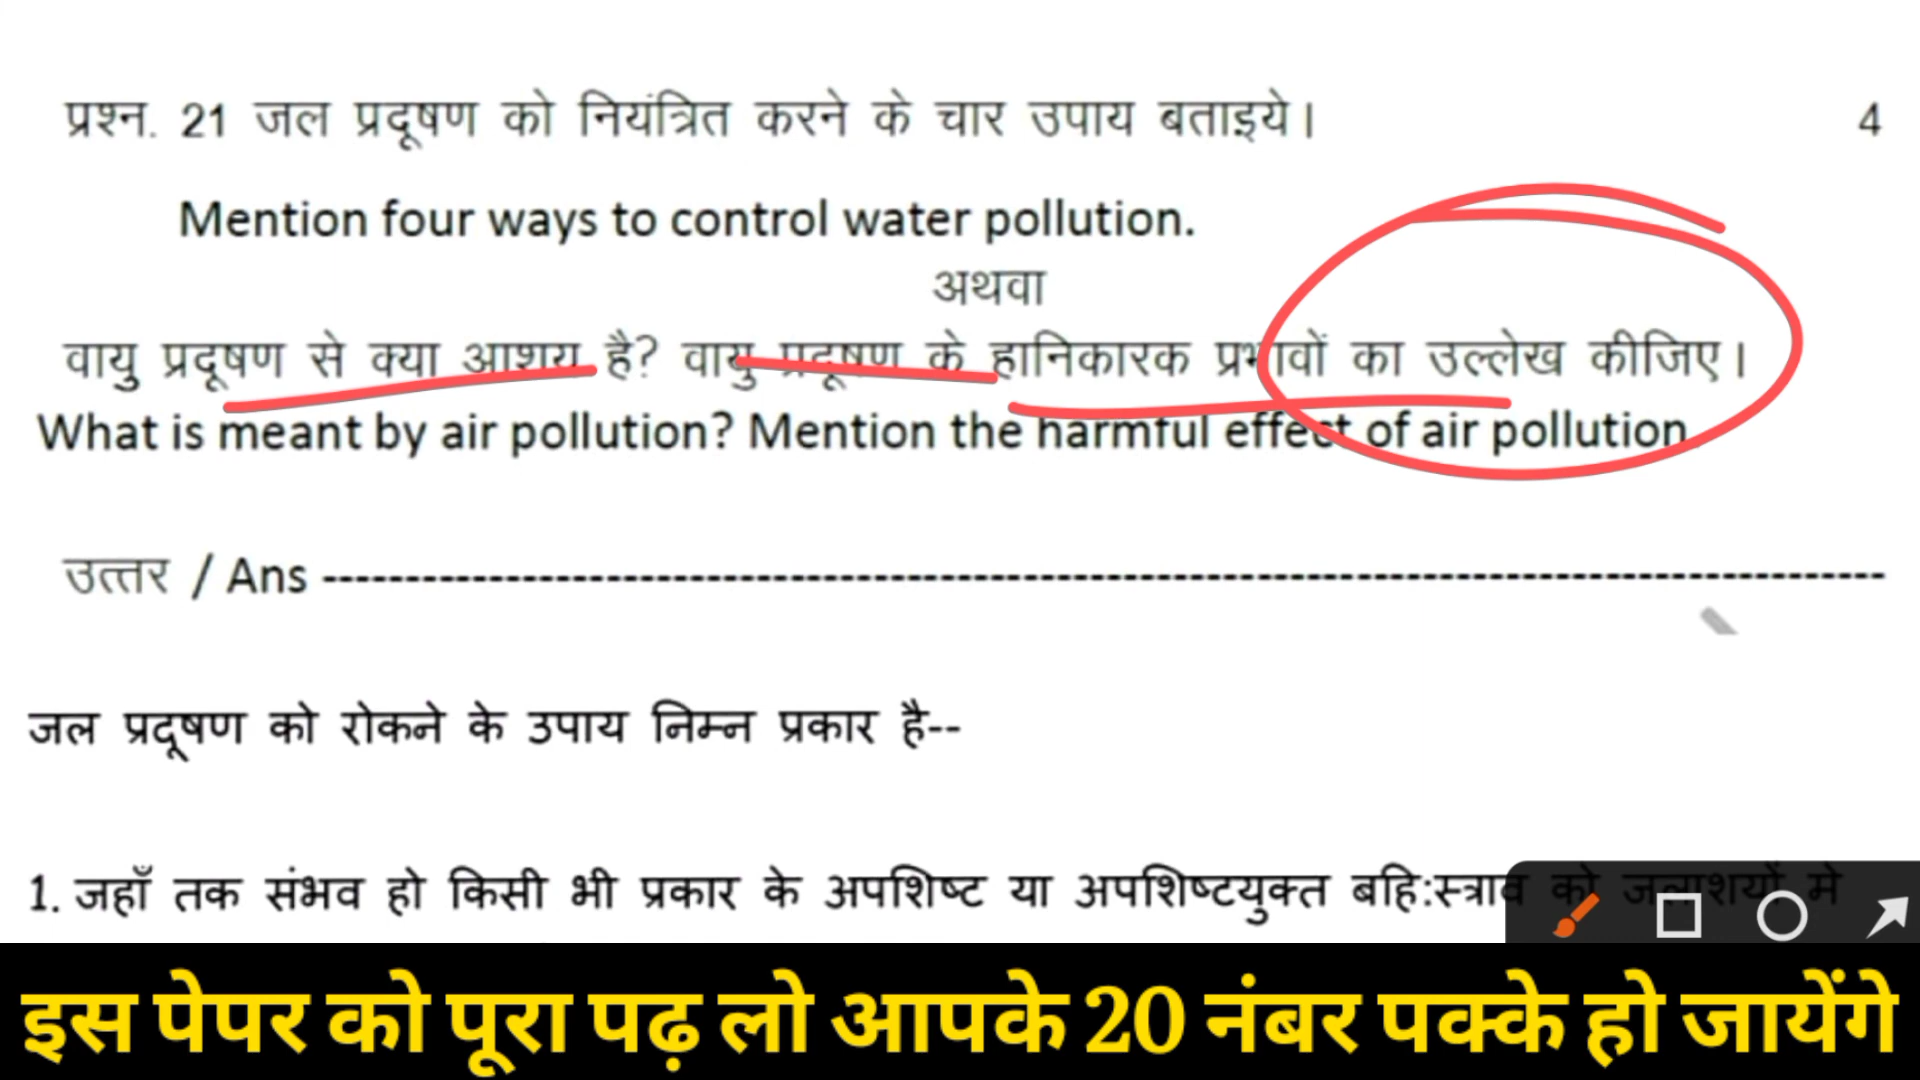 प्रश्न. 21 जल प्रदूषण को नियंत्रित करने के चार उपाय बताइये। 4
Mention four ways to control water pollution.
अथवा
वायु प्रदूषण से क्या आशय है? वायु प्रदूषण के हानिकारक प्रभावों का उल्लेख कीजिए।
What is meant by air pollution? Mention the harmful effect of air pollution.
उत्तर / Ans ------------------------------------------------------------
जल प्रदूषण को रोकने के उपाय निम्न प्रकार है--
1. जहाँ तक संभव हो किसी भी प्रकार के अपशिष्ट या अपशिष्टयुक्त बहि:स्त्राव को जलाशयों मे
इस पेपर को पूरा पढ़ लो आपके 20 नंबर पक्के हो जायेंगे